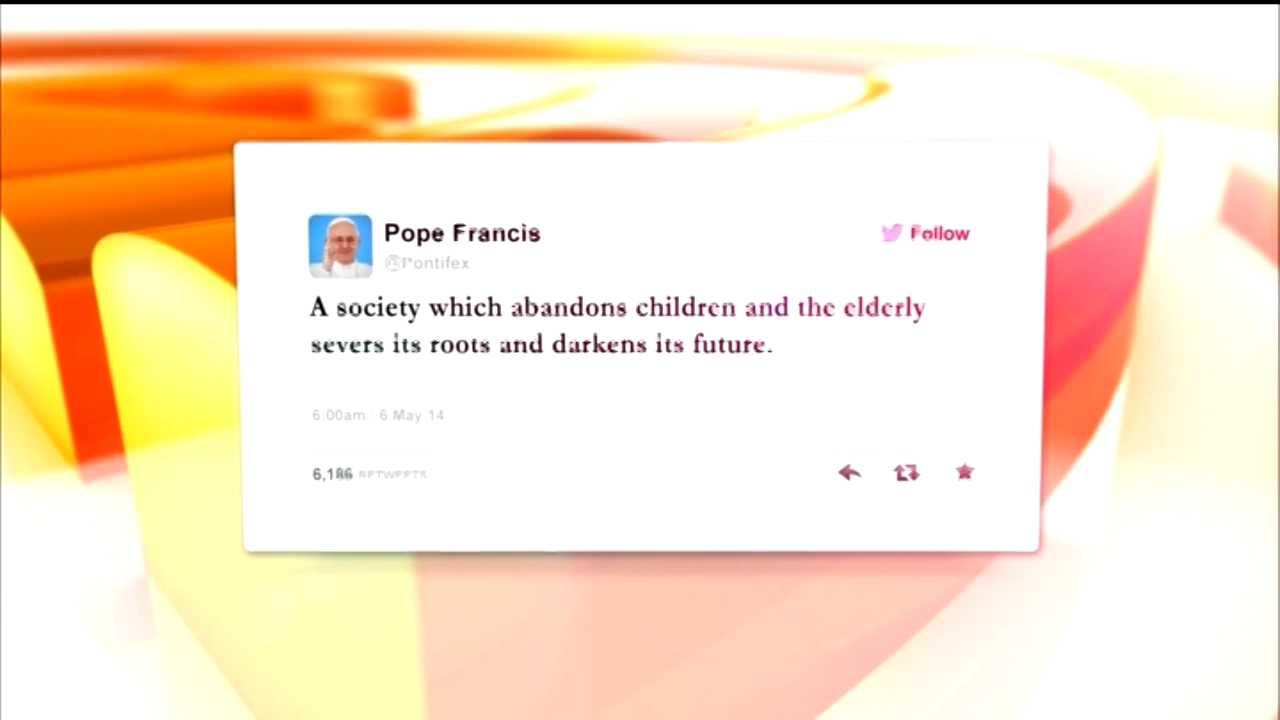 Pope Francis
Follow
@Pontifex
A society which abandons children and the elderly
severs its roots and darkens its future.
6:00am · 6 May 14
6,186 RETWEETS